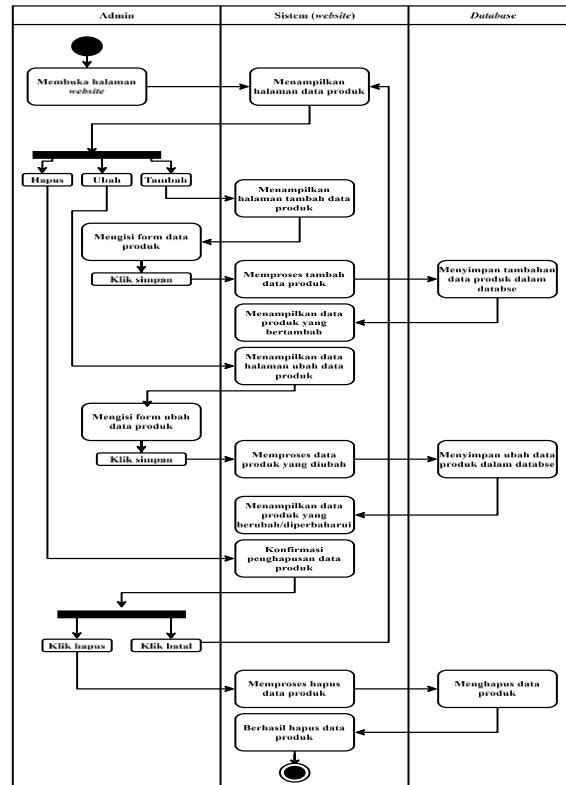 Admin
Sistem (website)
Database
Membuka halaman
website
Menampilkan
halaman data produk
Hapus
Ubah
Tambah
Menampilkan
halaman tambah data
produk
Mengisi form data
produk
Klik simpan
Memproses tambah
data produk
Menyimpan tambahan
data produk dalam
databse
Menampilkan data
produk yang
bertambah
Menampilkan data
halaman ubah data
produk
Mengisi form ubah
data produk
Klik simpan
Memproses data
produk yang diubah
Menyimpan ubah data
produk dalam databse
Menampilkan data
produk yang
berubah/diperbaharui
Konfirmasi
penghapusan data
produk
Klik hapus
Klik batal
Memproses hapus
data produk
Menghapus data
produk
Berhasil hapus data
produk